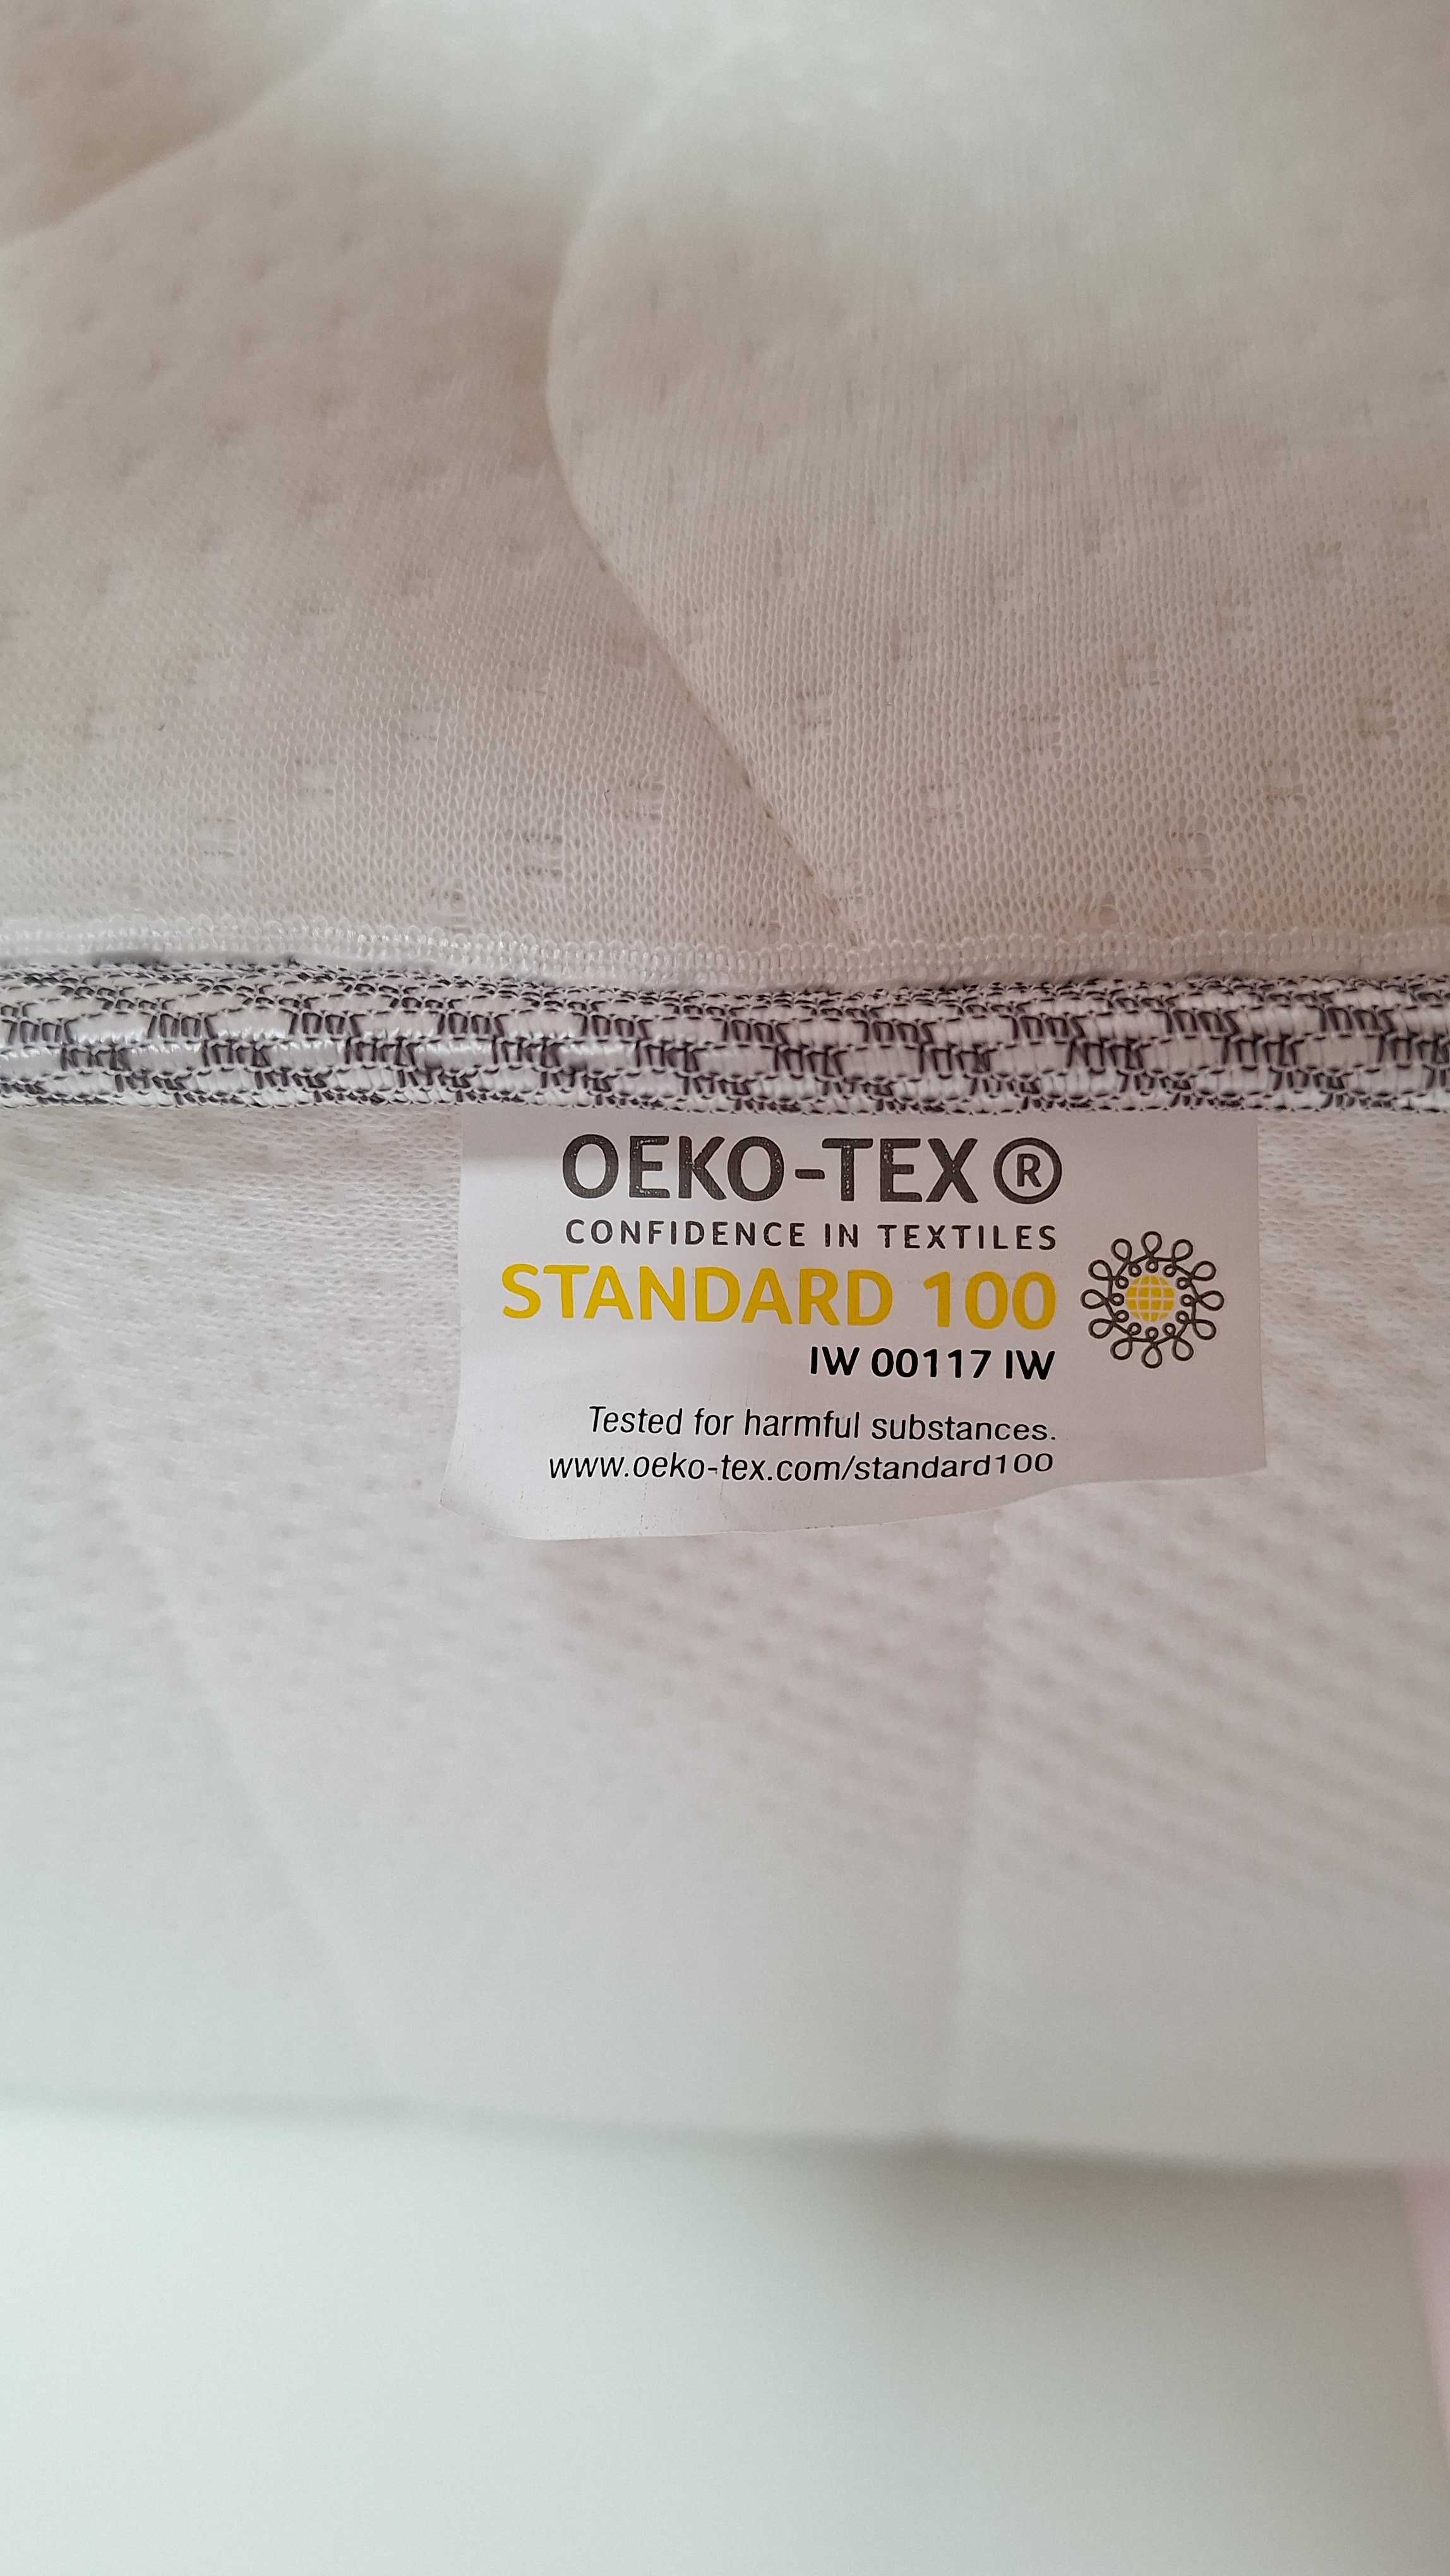 OEKO-TEX®
CONFIDENCE IN TEXTILES
STANDARD 100
IW 00117 IW
Tested for harmful substances.
www.oeko-tex.com/standard100